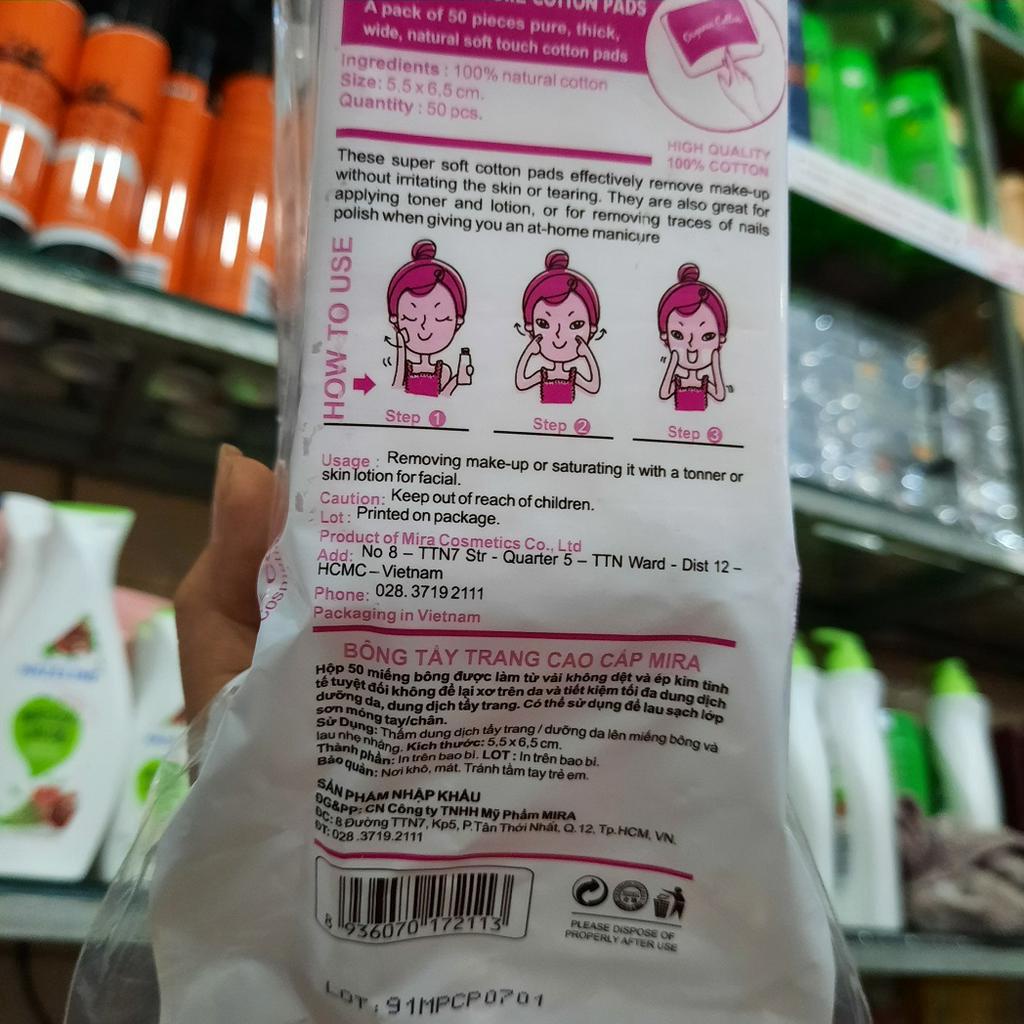 COTTON PADS
A pack of 50 pieces pure, thick,
wide, natural soft touch cotton pads
Organic Cotton
Ingredients : 100% natural cotton
Size: 5,5 x 6,5 cm.
Quantity : 50 pcs.
HIGH QUALITY
100% COTTON
These super soft cotton pads effectively remove make-up
without irritating the skin or tearing. They are also great for
applying toner and lotion, or for removing traces of nails
polish when giving you an at-home manicure
HOW TO USE
Step 1
Step 2
Step 3
Usage : Removing make-up or saturating it with a tonner or
skin lotion for facial.
Caution: Keep out of reach of children.
Lot : Printed on package.
Product of Mira Cosmetics Co., Ltd
Add: No 8 – TTN7 Str - Quarter 5 – TTN Ward - Dist 12 –
HCMC – Vietnam
Phone: 028. 3719 2111
Packaging in Vietnam
BÔNG TẨY TRANG CAO CẤP MIRA
Hộp 50 miếng bông được làm từ vải không dệt và ép kim tinh
tế tuyệt đối không để lại xơ trên da và tiết kiệm tối đa dung dịch
dưỡng da, dung dịch tẩy trang. Có thể sử dụng để lau sạch lớp
sơn móng tay/chân.
Sử Dụng: Thấm dung dịch tẩy trang / dưỡng da lên miếng bông và
lau nhẹ nhàng. Kích thước: 5,5 x 6,5 cm.
Thành phần: In trên bao bì. LOT : In trên bao bì.
Bảo quản: Nơi khô, mát. Tránh tầm tay trẻ em.
SẢN PHẨM NHẬP KHẨU
ĐG&PP: CN Công ty TNHH Mỹ Phẩm MIRA
ĐC: 8 Đường TTN7, Kp5, P.Tân Thới Nhất, Q.12, Tp.HCM, VN.
ĐT: 028 .3719.2111
8 936070 172113
PLEASE DISPOSE OF
PROPERLY AFTER USE
LOT : 91MPCP0701